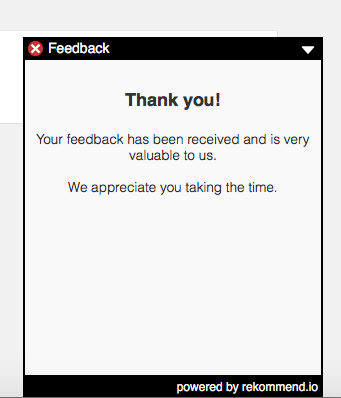 Feedback
Thank you!
Your feedback has been received and is very
valuable to us.
We appreciate you taking the time.
powered by rekommend.io